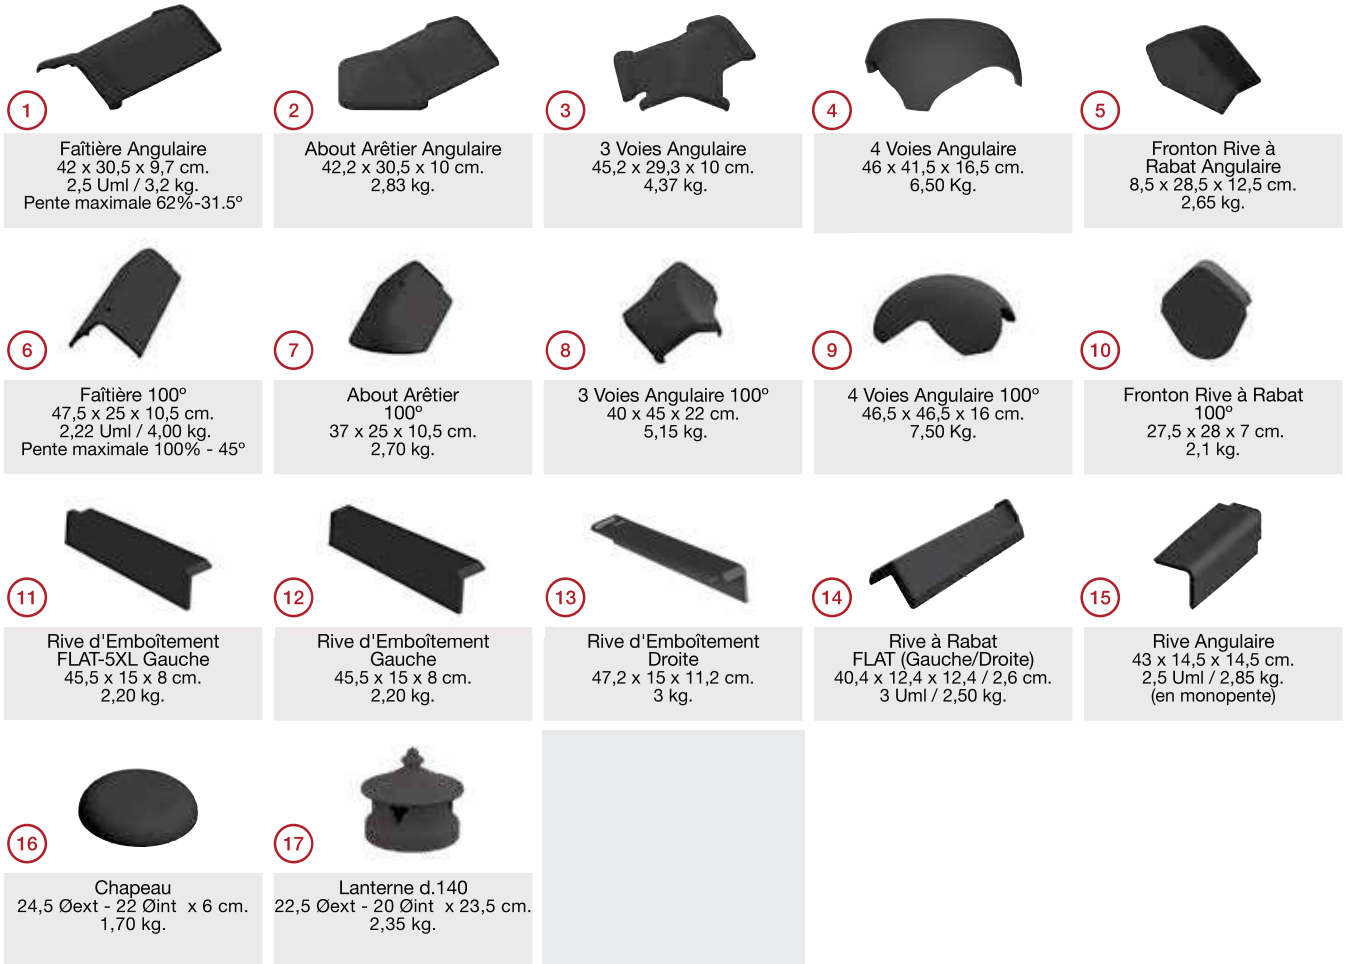 1
Faîtière Angulaire
42 x 30,5 x 9,7 cm.
2,5 Uml / 3,2 kg.
Pente maximale 62%-31.5º
2
About Arêtier Angulaire
42,2 x 30,5 x 10 cm.
2,83 kg.
3
3 Voies Angulaire
45,2 x 29,3 x 10 cm.
4,37 kg.
4
4 Voies Angulaire
46 x 41,5 x 16,5 cm.
6,50 Kg.
5
Fronton Rive à
Rabat Angulaire
8,5 x 28,5 x 12,5 cm.
2,65 kg.
6
Faîtière 100º
47,5 x 25 x 10,5 cm.
2,22 Uml / 4,00 kg.
Pente maximale 100% - 45º
7
About Arêtier
100º
37 x 25 x 10,5 cm.
2,70 kg.
8
3 Voies Angulaire 100º
40 x 45 x 22 cm.
5,15 kg.
9
4 Voies Angulaire 100º
46,5 x 46,5 x 16 cm.
7,50 Kg.
10
Fronton Rive à Rabat
100º
27,5 x 28 x 7 cm.
2,1 kg.
11
Rive d'Emboîtement
FLAT-5XL Gauche
45,5 x 15 x 8 cm.
2,20 kg.
12
Rive d'Emboîtement
Gauche
45,5 x 15 x 8 cm.
2,20 kg.
13
Rive d'Emboîtement
Droite
47,2 x 15 x 11,2 cm.
3 kg.
14
Rive à Rabat
FLAT (Gauche/Droite)
40,4 x 12,4 x 12,4 / 2,6 cm.
3 Uml / 2,50 kg.
15
Rive Angulaire
43 x 14,5 x 14,5 cm.
2,5 Uml / 2,85 kg.
(en monopente)
16
Chapeau
24,5 Øext - 22 Øint x 6 cm.
1,70 kg.
17
Lanterne d.140
22,5 Øext - 20 Øint x 23,5 cm.
2,35 kg.